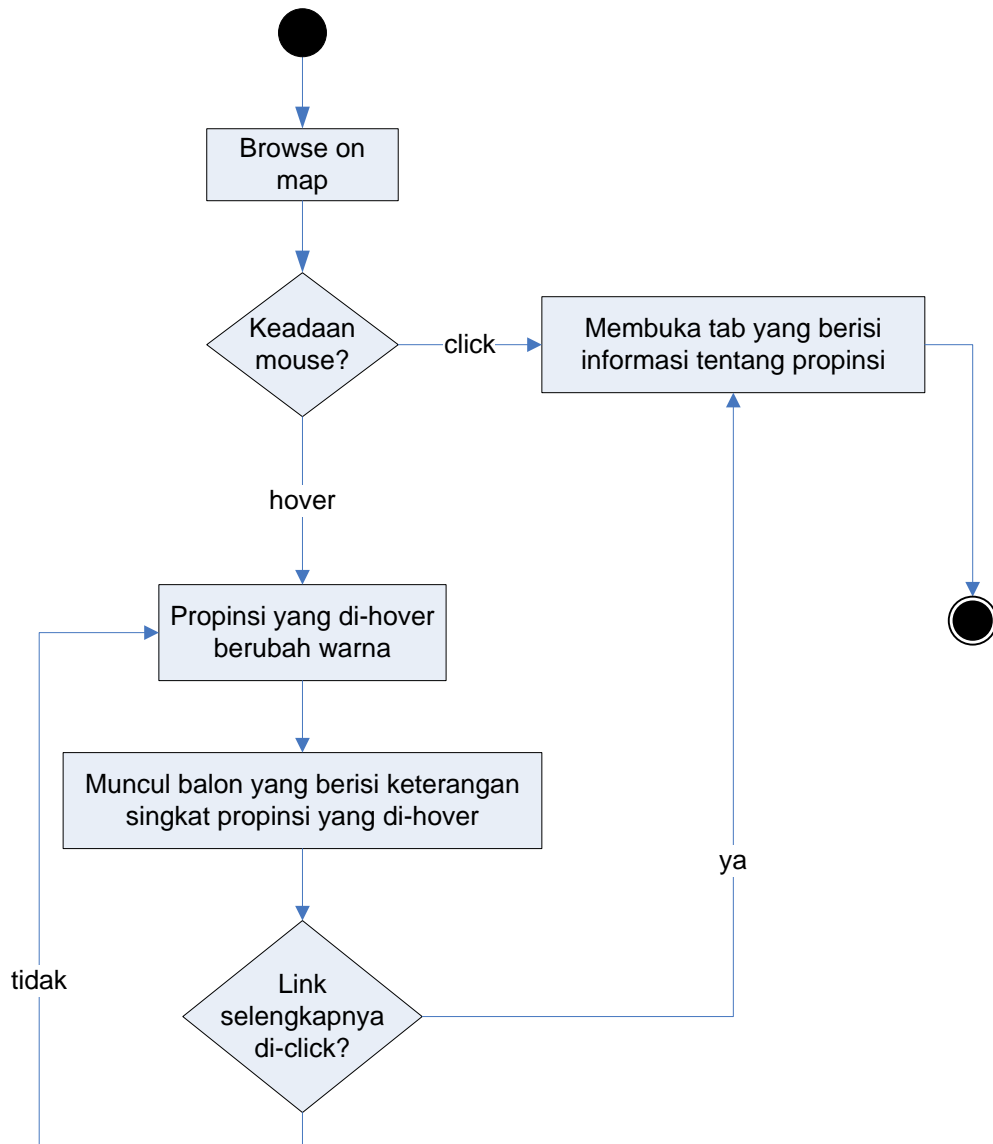 Browse on
map
Keadaan
mouse?
click
Membuka tab yang berisi
informasi tentang propinsi
hover
Propinsi yang di-hover
berubah warna
Muncul balon yang berisi keterangan
singkat propinsi yang di-hover
ya
tidak
Link
selengkapnya
di-click?